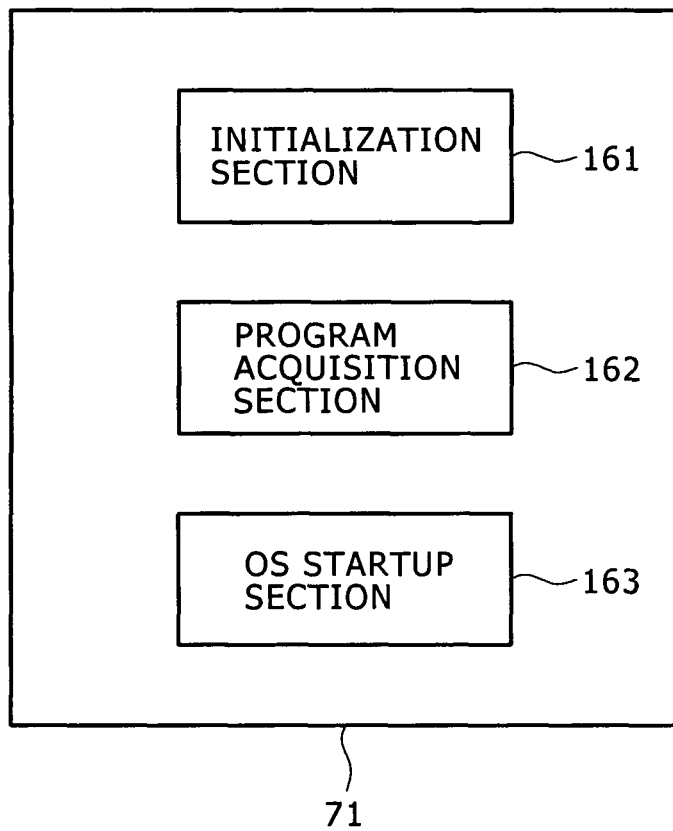 INITIALIZATION
SECTION
161
PROGRAM
ACQUISITION
SECTION
162
OS STARTUP
SECTION
163
71